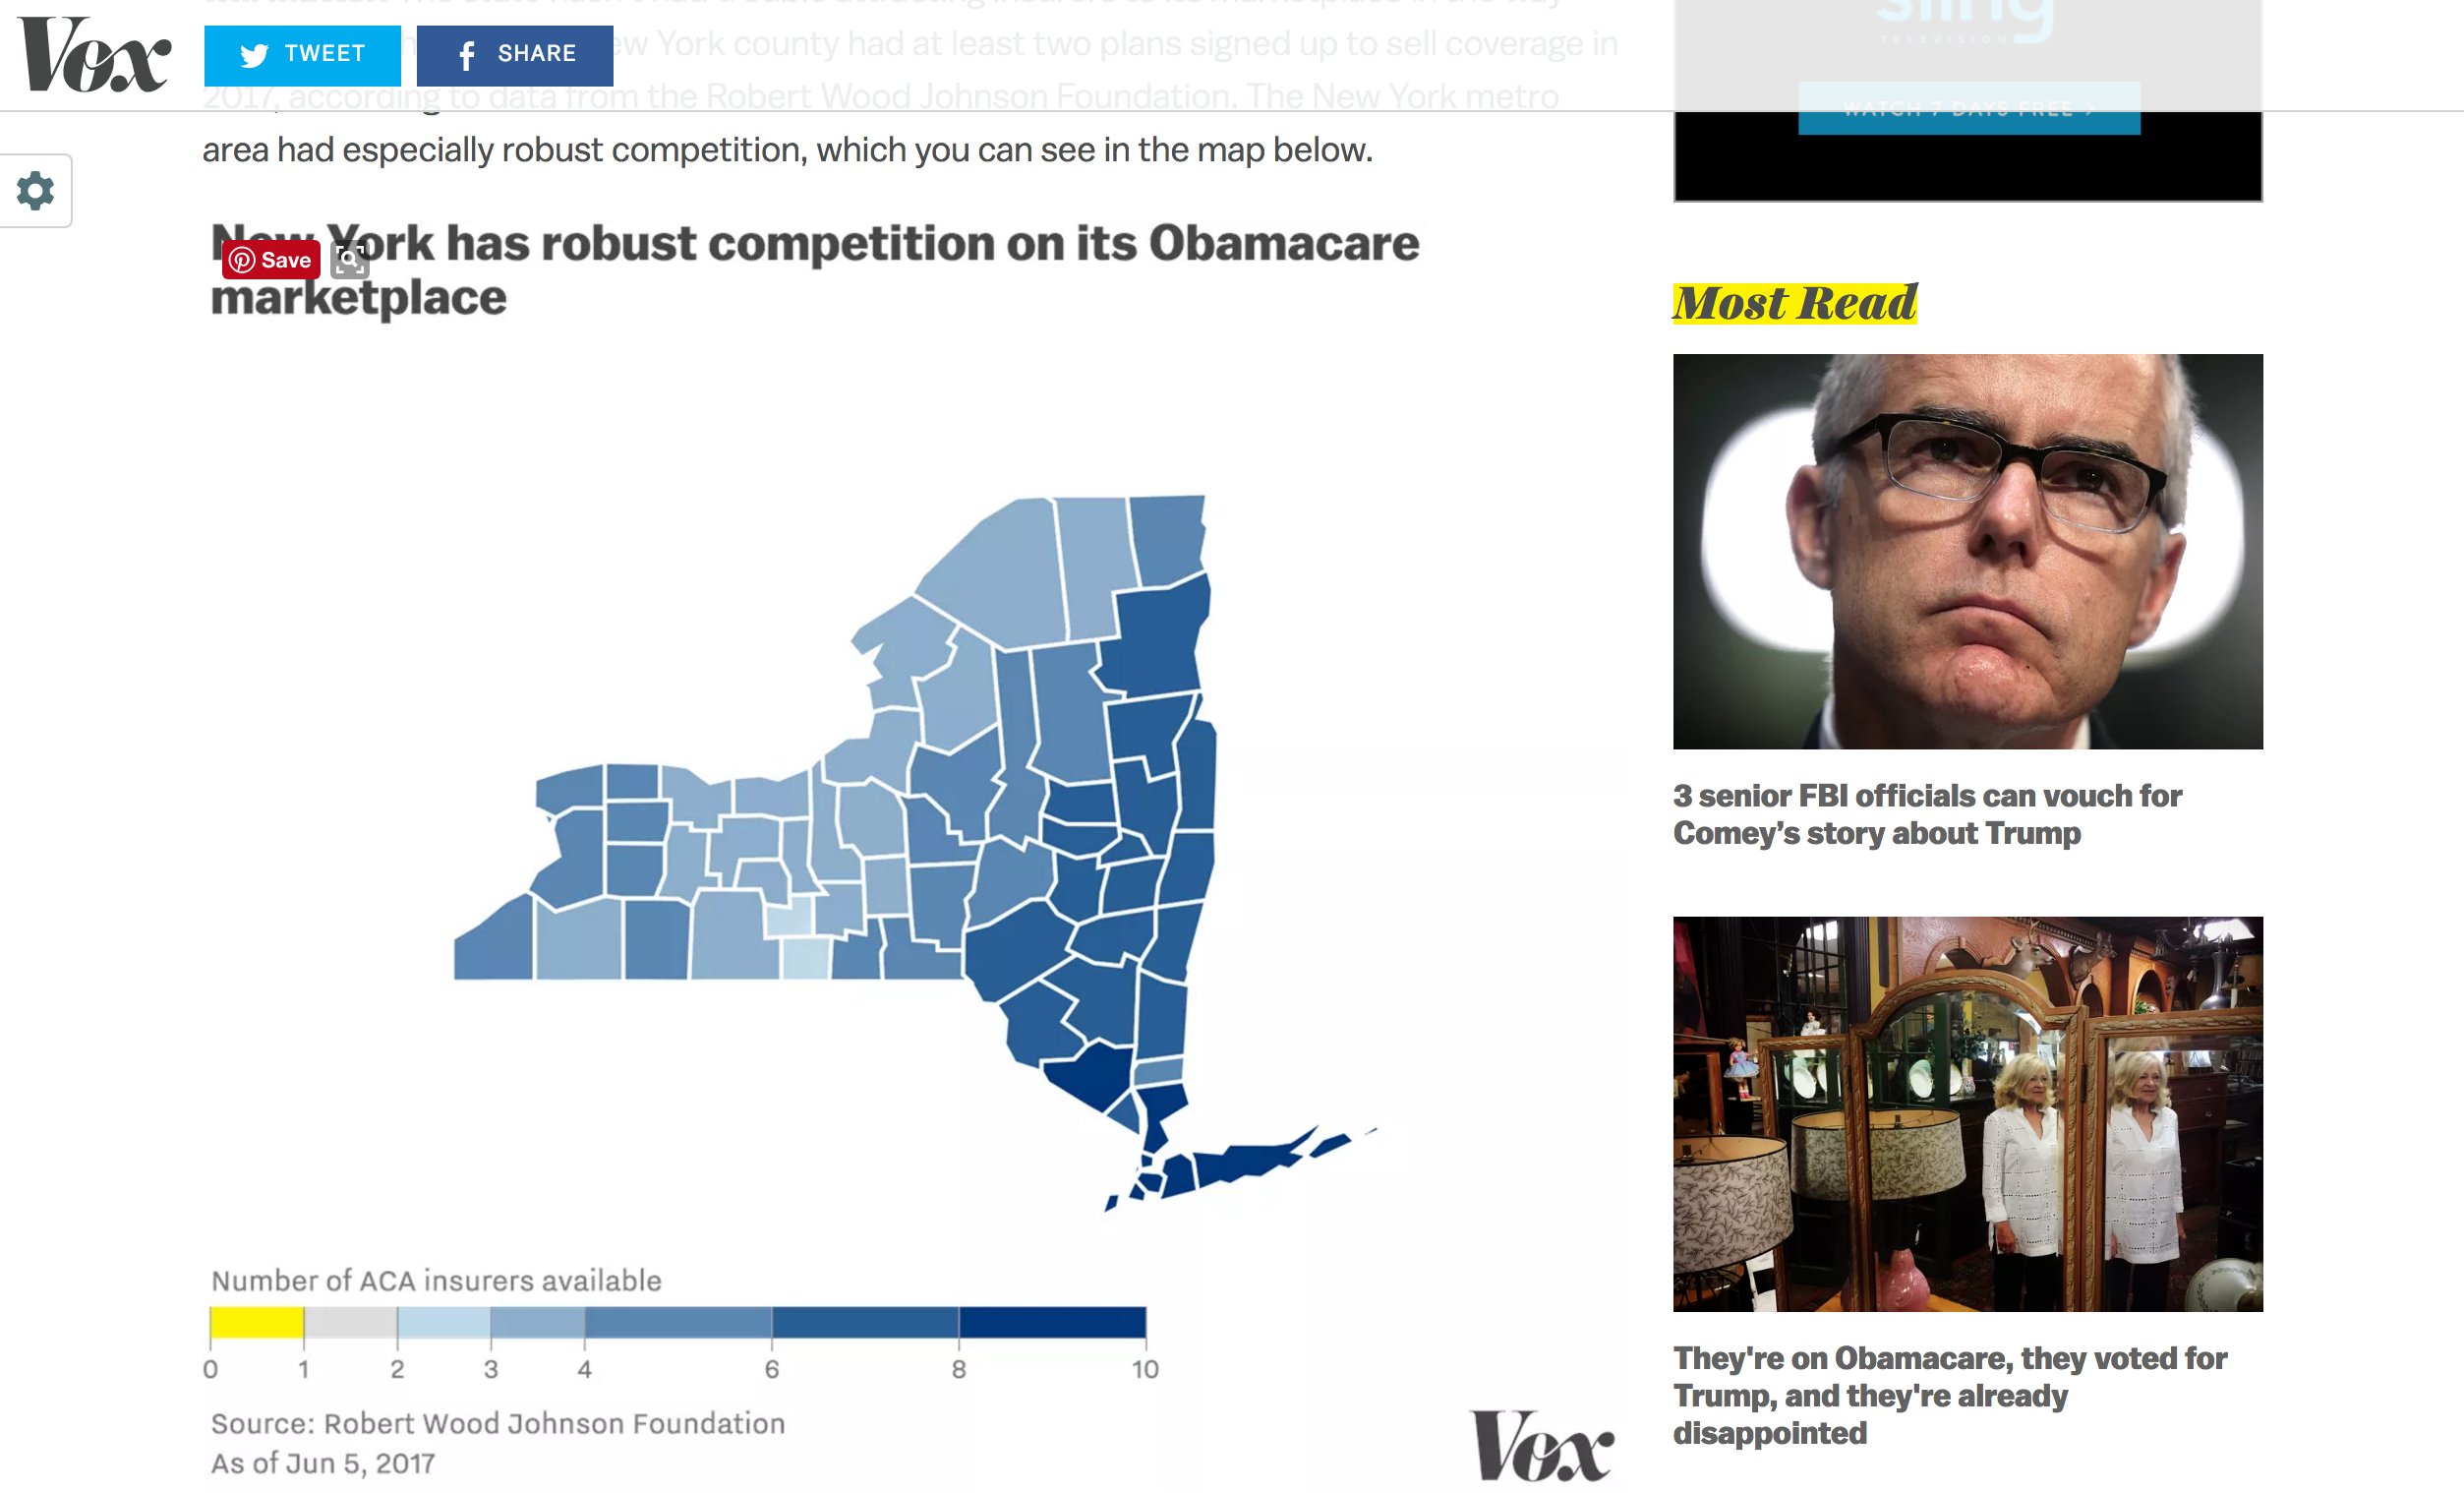 Vox
TWEET
SHARE
ew York county had at least two plans signed up to sell coverage in
2017, according to data from the Robert Wood Johnson Foundation. The New York metro
area had especially robust competition, which you can see in the map below.
New York has robust competition on its Obamacare
marketplace
Save
Number of ACA insurers available
0 1 2 3 4 6 8 10
Source: Robert Wood Johnson Foundation
As of Jun 5, 2017
Vox
sling
TELEVISION
WATCH 7 DAYS FREE >
Most Read
3 senior FBI officials can vouch for
Comey's story about Trump
They're on Obamacare, they voted for
Trump, and they're already
disappointed